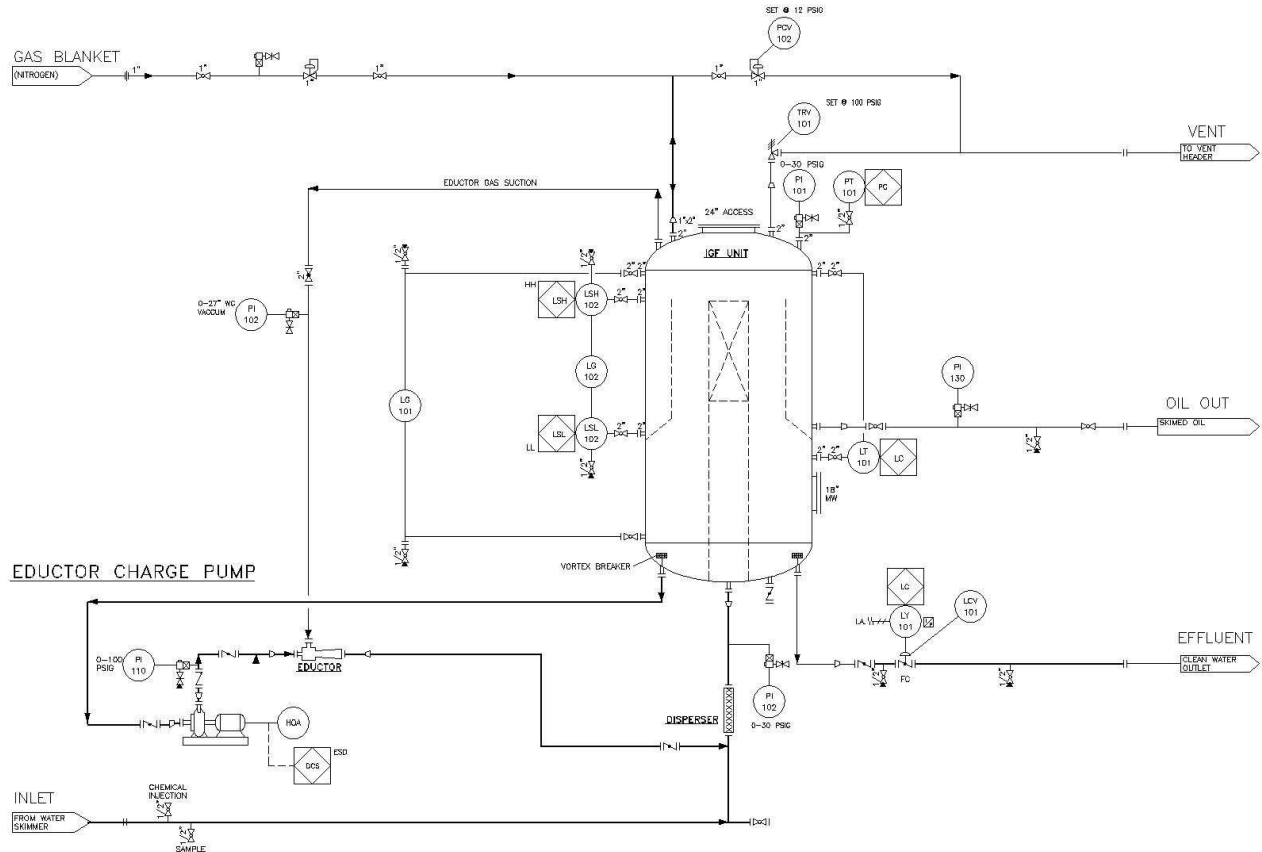 SET @ 12 PSIG
PCV
102
GAS BLANKET
(NITROGEN)
1"
1"
1"
1"
1"
1"
SET @ 100 PSIG
TRV
101
VENT
TO VENT
HEADER
0-30 PSIG
PI
101
PT
101
PC
1/2"
EDUCTOR GAS SUCTION
24" ACCESS
1"x2"
2"
2"
2"
IGF UNIT
1/2"
1/2"
2"
2"
2"
2"
2"
HH
LSH
LSH
102
2"
2"
0-27" WC
VACCUM
PI
102
LG
102
LG
101
PI
130
OIL OUT
SKIMED OIL
LL
LSL
LSL
102
2"
2"
1/2"
1/2"
2"
2"
LT
101
LC
18"
MW
1/2"
VORTEX BREAKER
EDUCTOR CHARGE PUMP
LC
LY
101
I.A.
LCV
101
EFFLUENT
CLEAN WATER
OUTLET
FO
1/2"
1/2"
0-100
PSIG
PI
110
EDUCTOR
DISPERSER
PI
102
0-30 PSIG
HOA
ESD
DCS
INLET
FROM WATER
SKIMMER
CHEMICAL
INJECTION
1/2"
1/2"
SAMPLE